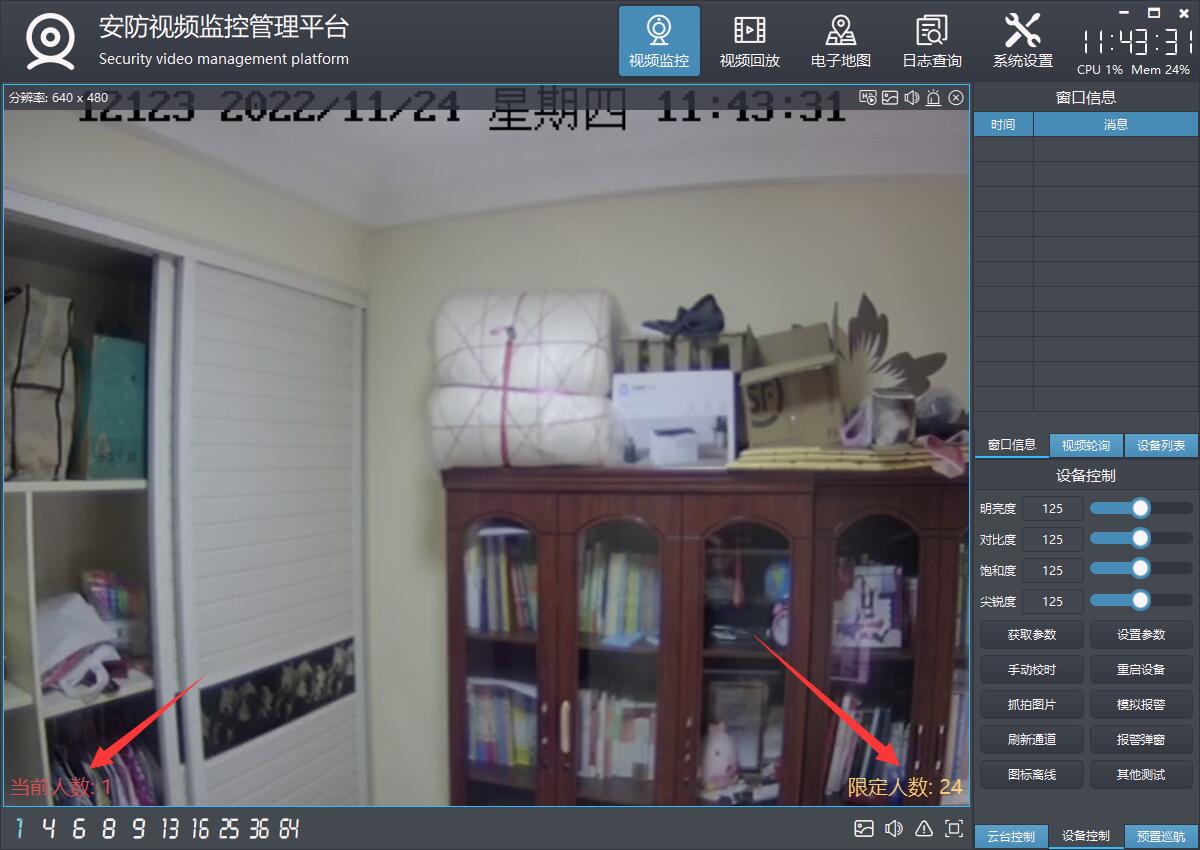 安防视频监控管理平台
Security video management platform
视频监控 视频回放 电子地图 日志查询 系统设置
11:43:31
CPU 1% Mem 24%
分辨率: 640 x 480
12123 2022/11/24 星期四 11:43:31
窗口信息
时间 消息
窗口信息 视频轮询 设备列表
设备控制
明亮度 125
对比度 125
饱和度 125
尖锐度 125
获取参数 设置参数
手动校时 重启设备
抓拍图片 模拟报警
刷新通道 报警弹窗
图标离线 其他测试
SF
当前人数: 1
限定人数: 24
1 4 6 8 9 13 16 25 36 64
云台控制 设备控制 预置巡航